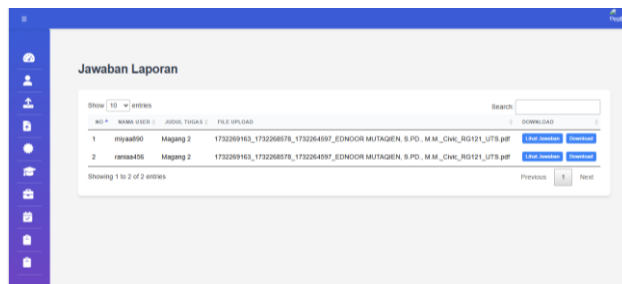 Jawaban Laporan
Show 10 entries Search:
NO NAMA USER JUDUL TUGAS FILE UPLOAD DOWNLOAD
1 miyaa890 Magang 2 1732269163_1732268578_1732264597_EDNOOR MUTAQIEN, S.PD., M.M._Civic_RG121_UTS.pdf Lihat Jawaban Download
2 ramaa456 Magang 2 1732269163_1732268578_1732264597_EDNOOR MUTAQIEN, S.PD., M.M._Civic_RG121_UTS.pdf Lihat Jawaban Download
Showing 1 to 2 of 2 entries Previous 1 Next